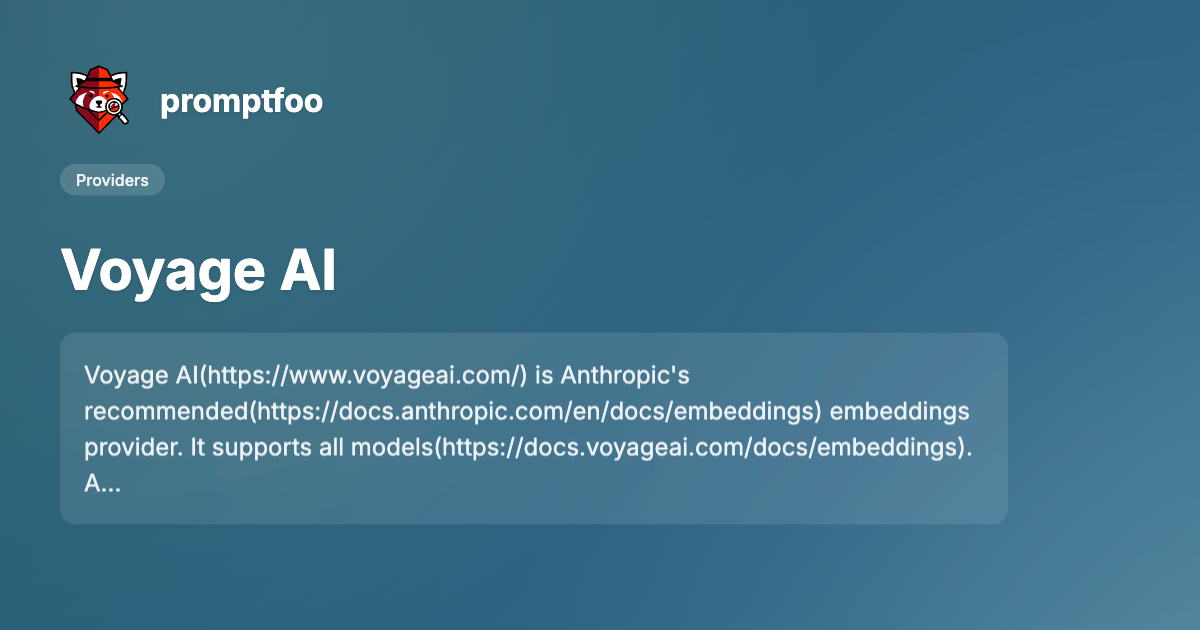 promptfoo
Providers
Voyage AI
Voyage AI(https://www.voyageai.com/) is Anthropic's
recommended(https://docs.anthropic.com/en/docs/embeddings) embeddings
provider. It supports all models(https://docs.voyageai.com/docs/embeddings).
A...